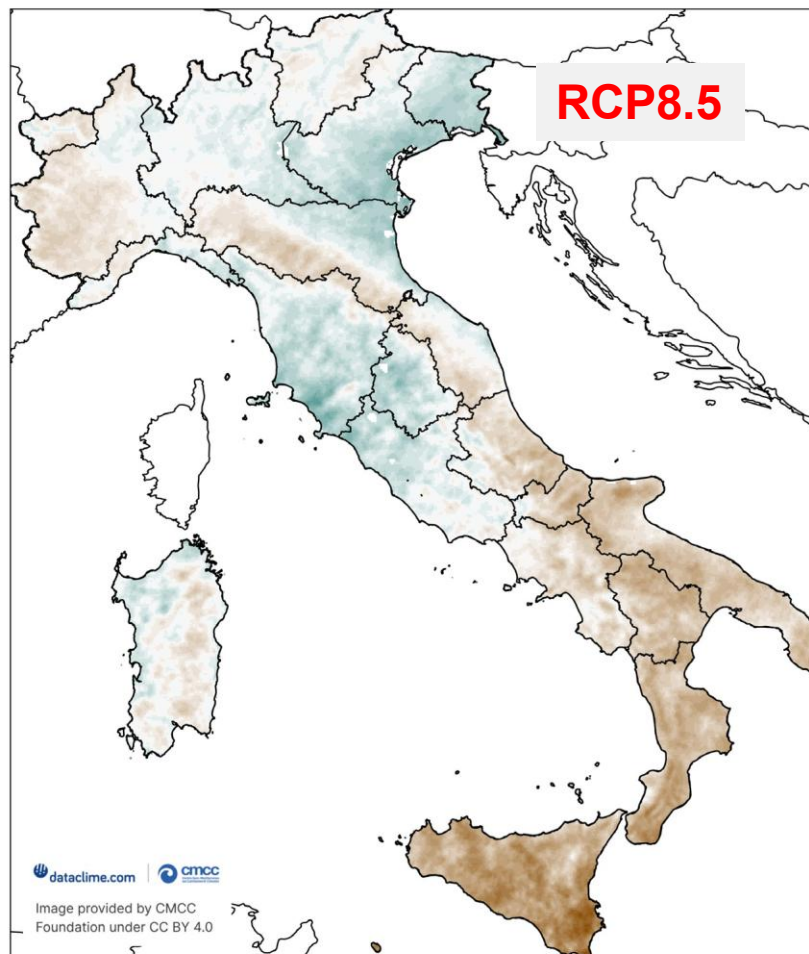 RCP8.5
dataclime.com
cmcc
Image provided by CMCC
Foundation under CC BY 4.0